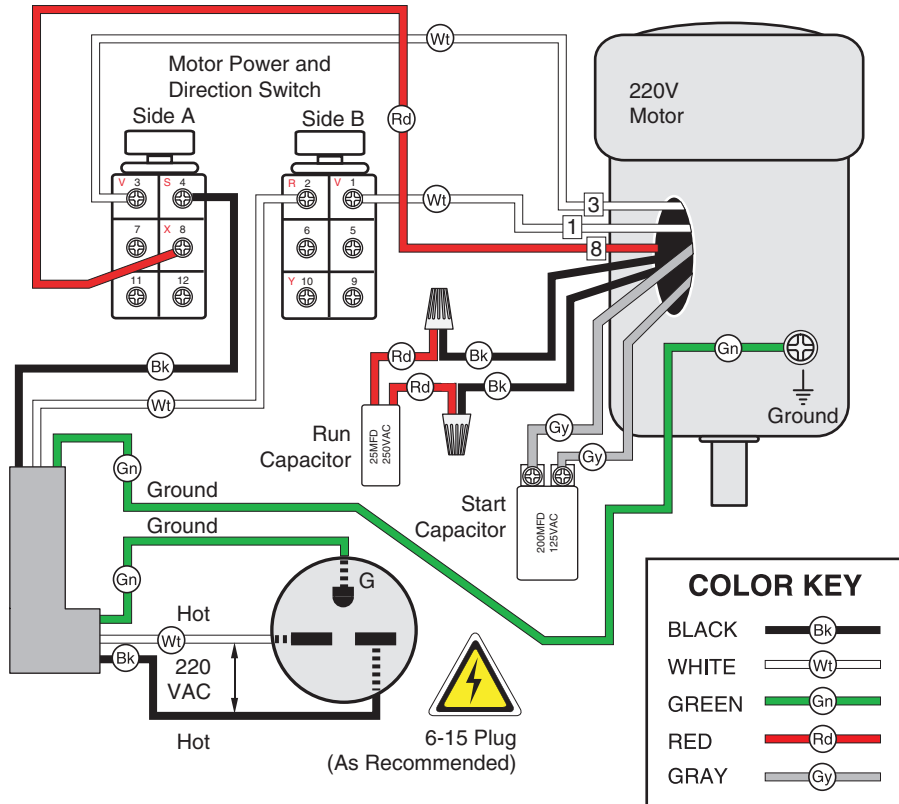 Wt
Motor Power and
Direction Switch
Side A
Side B
220V
Motor
Rd
V 3
S 4
R 2
V 1
Wt
3
1
8
7
X 8
6
5
11
12
Y 10
9
Bk
Rd
Bk
Gn
Wt
Rd
Bk
Ground
Run
Capacitor
25MFD
250VAC
Gy
Gy
Gn
Ground
Start
Capacitor
200MFD
125VAC
Ground
Gn
G
Hot
Wt
Bk
220
VAC
Hot
6-15 Plug
(As Recommended)
COLOR KEY
BLACK Bk
WHITE Wt
GREEN Gn
RED Rd
GRAY Gy